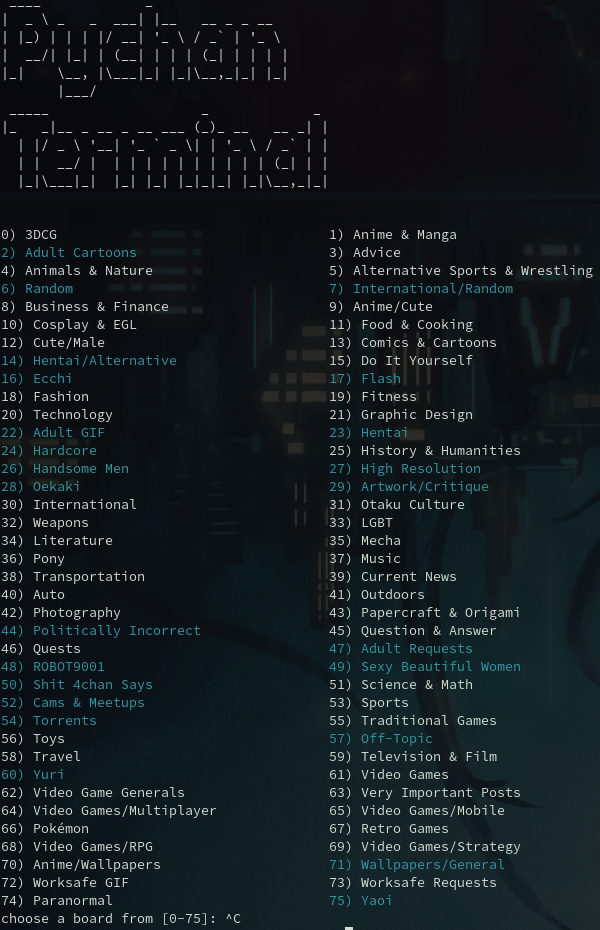 Pychan
Terminal
0) 3DCG 1) Anime & Manga
2) Adult Cartoons 3) Advice
4) Animals & Nature 5) Alternative Sports & Wrestling
6) Random 7) International/Random
8) Business & Finance 9) Anime/Cute
10) Cosplay & EGL 11) Food & Cooking
12) Cute/Male 13) Comics & Cartoons
14) Hentai/Alternative 15) Do It Yourself
16) Ecchi 17) Flash
18) Fashion 19) Fitness
20) Technology 21) Graphic Design
22) Adult GIF 23) Hentai
24) Hardcore 25) History & Humanities
26) Handsome Men 27) High Resolution
28) Oekaki 29) Artwork/Critique
30) International 31) Otaku Culture
32) Weapons 33) LGBT
34) Literature 35) Mecha
36) Pony 37) Music
38) Transportation 39) Current News
40) Auto 41) Outdoors
42) Photography 43) Papercraft & Origami
44) Politically Incorrect 45) Question & Answer
46) Quests 47) Adult Requests
48) ROBOT9001 49) Sexy Beautiful Women
50) Shit 4chan Says 51) Science & Math
52) Cams & Meetups 53) Sports
54) Torrents 55) Traditional Games
56) Toys 57) Off-Topic
58) Travel 59) Television & Film
60) Yuri 61) Video Games
62) Video Game Generals 63) Very Important Posts
64) Video Games/Multiplayer 65) Video Games/Mobile
66) Pokémon 67) Retro Games
68) Video Games/RPG 69) Video Games/Strategy
70) Anime/Wallpapers 71) Wallpapers/General
72) Worksafe GIF 73) Worksafe Requests
74) Paranormal 75) Yaoi
choose a board from [0-75]: ^C